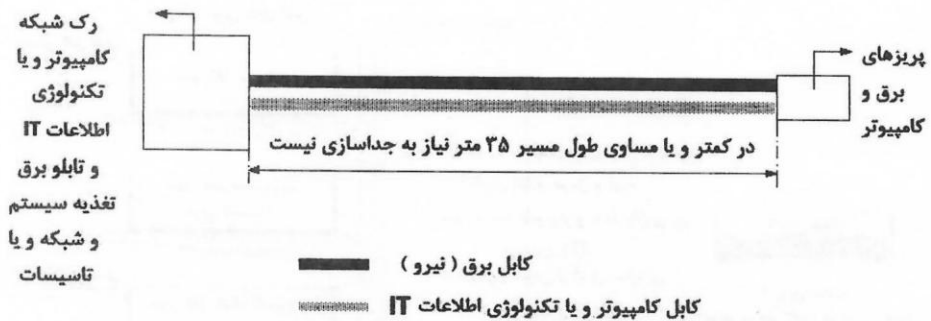 رک شبکه
کامپیوتر و یا
تکنولوژی
اطلاعات IT
و تابلو برق
تغذیه سیستم
و شبکه و یا
تاسیسات
پریزهای
برق و
کامپیوتر
در کمتر و یا مساوی طول مسیر ۳۵ متر نیاز به جداسازی نیست
کابل برق ( نیرو )
کابل کامپیوتر و یا تکنولوژی اطلاعات IT